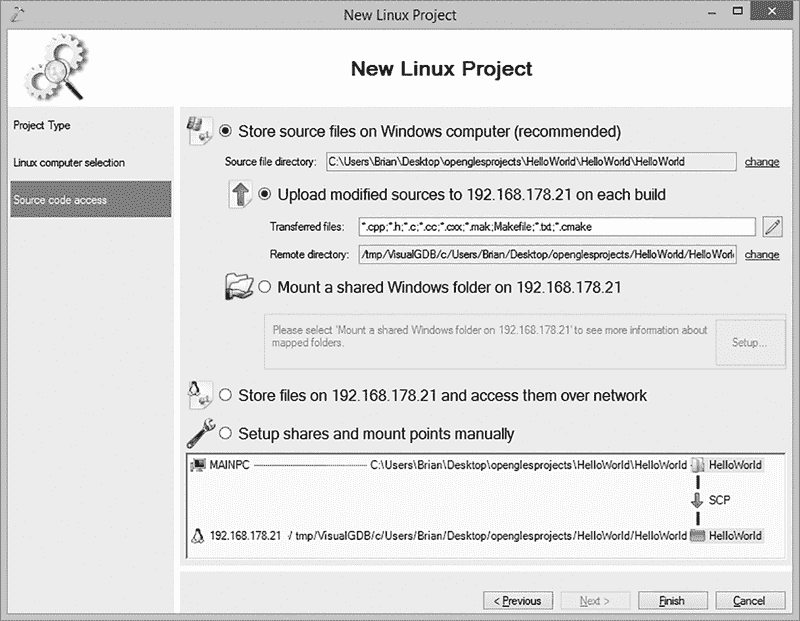 New Linux Project
New Linux Project
Project Type
Linux computer selection
Source code access
Store source files on Windows computer (recommended)
Source file directory: C:\Users\Brian\Desktop\openglesprojects\HelloWorld\HelloWorld\HelloWorld change
Upload modified sources to 192.168.178.21 on each build
Transferred files: *.cpp;*.h;*.c;*.cc;*.cxx;*.mak;Makefile;*.txt;*.cmake
Remote directory: /tmp/VisualGDB/c/Users/Brian/Desktop/openglesprojects/HelloWorld/HelloWorl change
Mount a shared Windows folder on 192.168.178.21
Please select 'Mount a shared Windows folder on 192.168.178.21' to see more information about
mapped folders.
Setup...
Store files on 192.168.178.21 and access them over network
Setup shares and mount points manually
MAINPC C:\Users\Brian\Desktop\openglesprojects\HelloWorld\HelloWorld HelloWorld
SCP
192.168.178.21 / tmp/VisualGDB/c/Users/Brian/Desktop/openglesprojects/HelloWorld/HelloWorld HelloWorld
< Previous Next > Finish Cancel